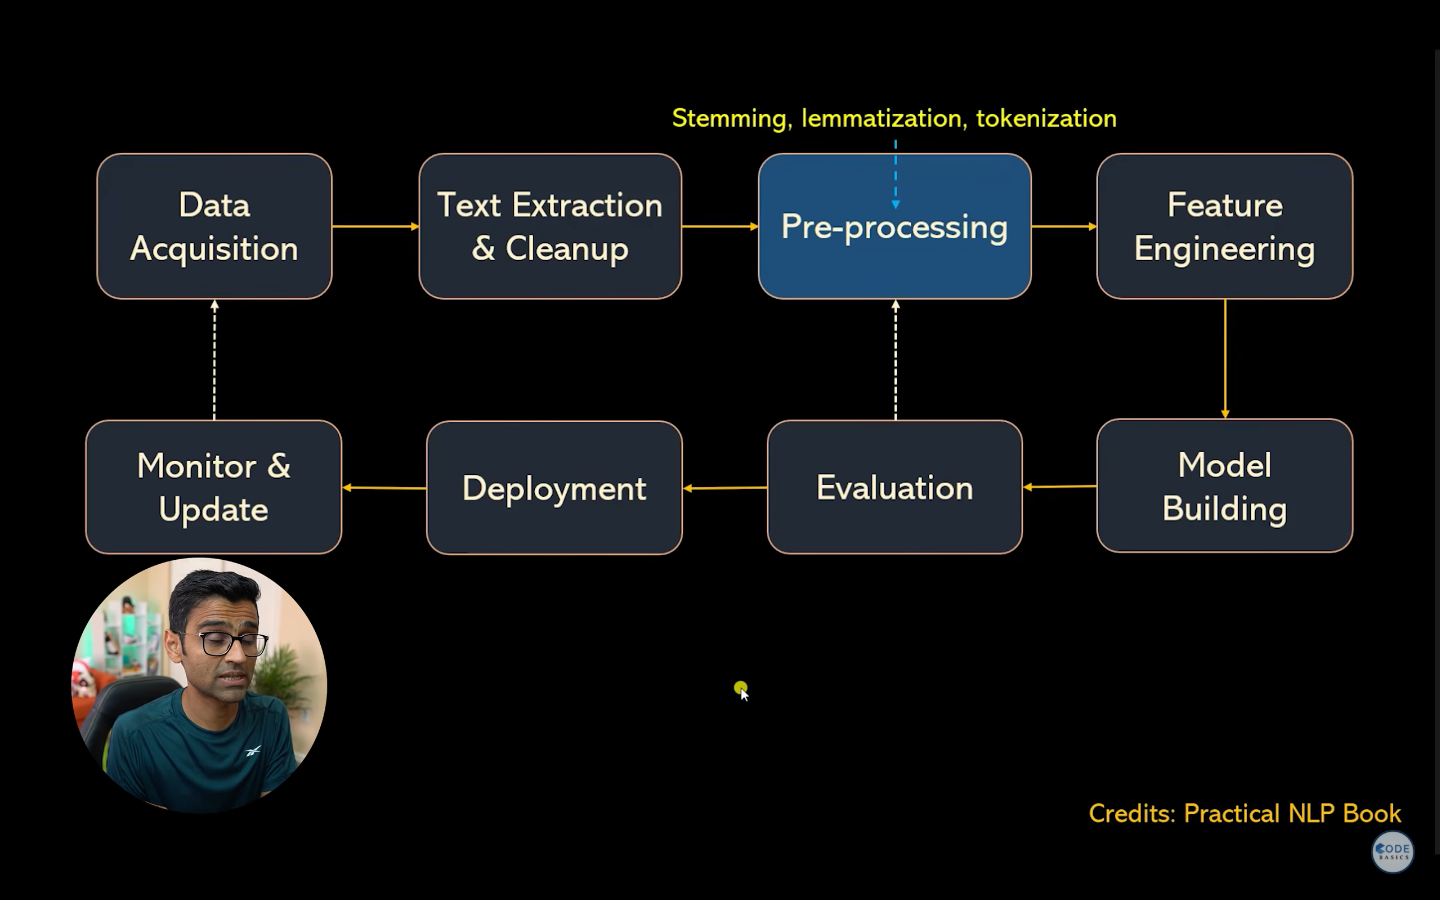 Stemming, lemmatization, tokenization
Data
Acquisition
Text Extraction
& Cleanup
Pre-processing
Feature
Engineering
Monitor &
Update
Deployment
Evaluation
Model
Building
Credits: Practical NLP Book
CODE
BASICS